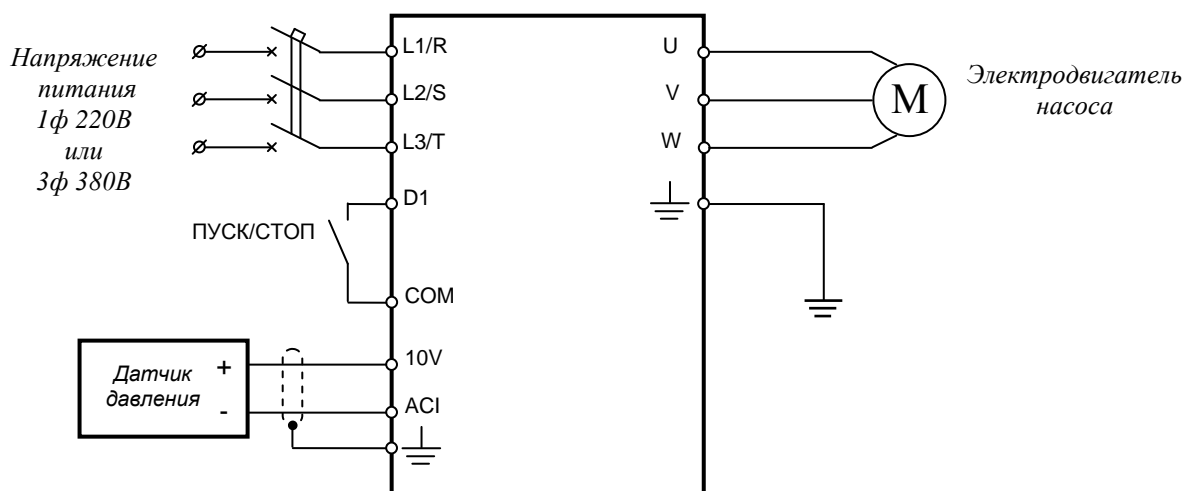 Напряжение
питания
1ф 220В
или
3ф 380В
L1/R
L2/S
L3/T
D1
ПУСК/СТОП
COM
10V
ACI
Датчик
давления
+
-
U
V
W
M
Электродвигатель
насоса